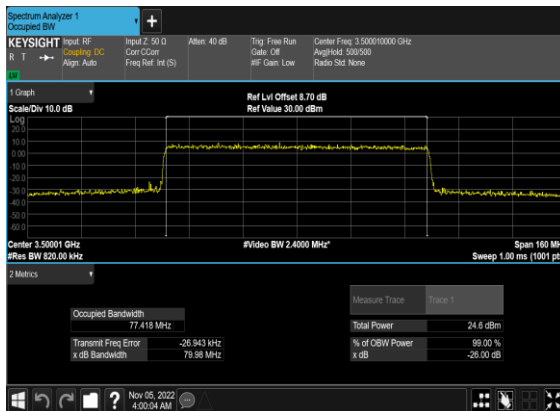 Spectrum Analyzer 1
Occupied BW
KEYSIGHT
R T
Input: RF
Coupling: DC
Align: Auto
Input Z: 50 Ω
Corr CCorr
Freq Ref: Int (S)
Atten: 40 dB
Trig: Free Run
Gate: Off
#IF Gain: Low
Center Freq: 3.500010000 GHz
Avg|Hold: 500/500
Radio Std: None
1 Graph
Scale/Div 10.0 dB
Ref Lvl Offset 8.70 dB
Ref Value 30.00 dBm
Log
20.0
10.0
0.00
-10.0
-20.0
-30.0
-40.0
-50.0
-60.0
Center 3.50001 GHz
#Video BW 2.4000 MHz*
Span 160 MH
#Res BW 820.00 kHz
Sweep 1.00 ms (1001 pt
2 Metrics
Measure Trace
Trace 1
Occupied Bandwidth
77.418 MHz
Total Power
24.6 dBm
Transmit Freq Error
-26.943 kHz
% of OBW Power
99.00 %
x dB Bandwidth
79.98 MHz
x dB
-26.00 dB
Nov 05, 2022
4:00:04 AM